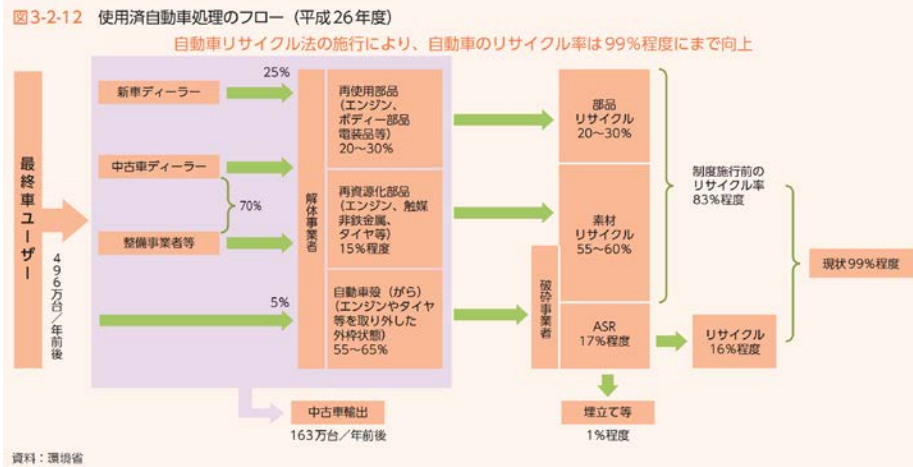 図3-2-12 使用済自動車処理のフロー（平成26年度）
自動車リサイクル法の施行により、自動車のリサイクル率は99%程度にまで向上
最終車ユーザー
496万台／年前後
新車ディーラー
25%
中古車ディーラー
70%
整備事業者等
5%
解体事業者
再使用部品
（エンジン、
ボディー部品
電装品等）
20〜30%
再資源化部品
（エンジン、触媒
非鉄金属、
タイヤ等）
15%程度
自動車殻（がら）
（エンジンやタイヤ
等を取り外した
外枠状態）
55〜65%
中古車輸出
163万台／年前後
破砕事業者
部品
リサイクル
20〜30%
素材
リサイクル
55〜60%
ASR
17%程度
リサイクル
16%程度
埋立て等
1%程度
制度施行前の
リサイクル率
83%程度
現状99%程度
資料：環境省